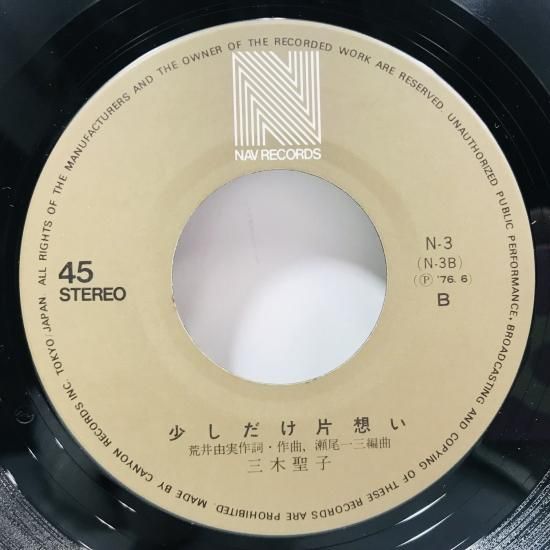 ALL RIGHTS OF THE MANUFACTURERS AND THE OWNER OF THE RECORDED WORK ARE RESERVED. UNAUTHORIZED PUBLIC PERFORMANCE, BROADCASTING AND COPYING OF THESE RECORDS ARE PROHIBITED. MADE BY CANYON RECORDS INC. TOKYO/JAPAN.
N
NAV RECORDS
45
STEREO
N-3
(N-3B)
(Ⓟ '76. 6)
B
少しだけ片想い
荒井由実作詞・作曲、瀬尾一三編曲
三木聖子